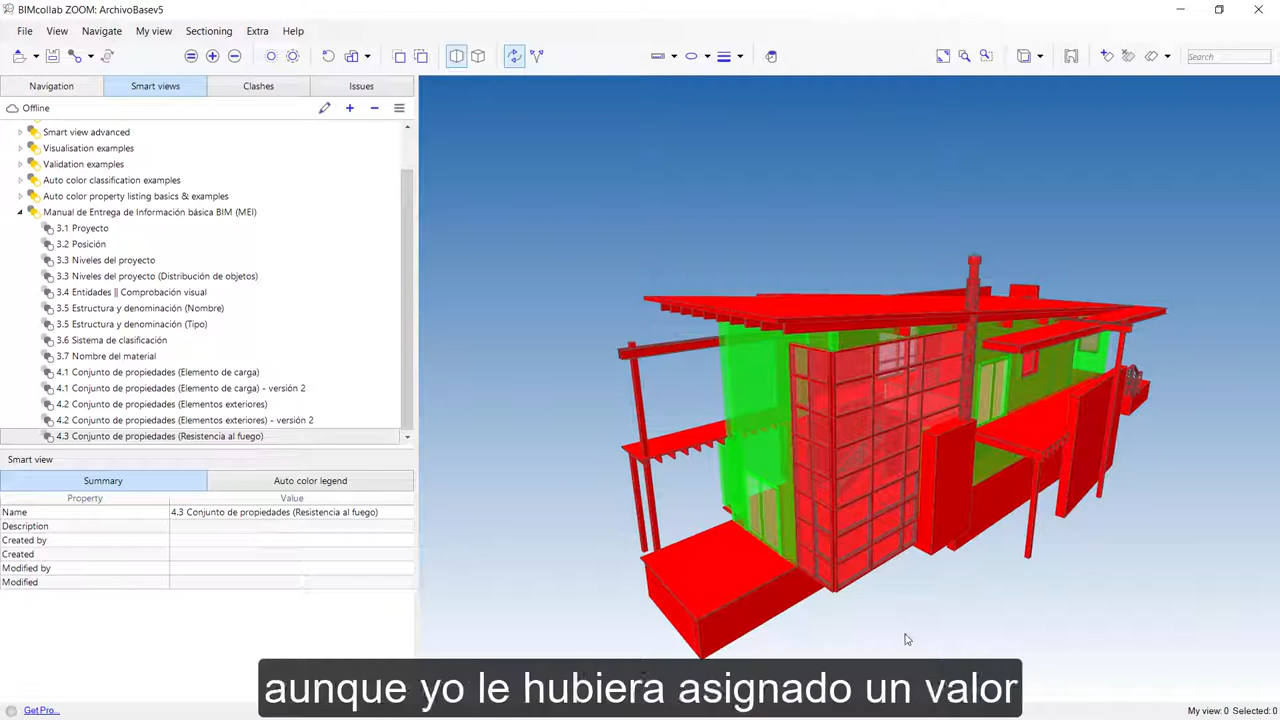 BIMcollab ZOOM: ArchivoBasev5
File View Navigate My view Sectioning Extra Help
Search
Navigation Smart views Clashes Issues
Offline
Smart view advanced
Visualisation examples
Validation examples
Auto color classification examples
Auto color property listing basics & examples
Manual de Entrega de Información básica BIM (MEI)
3.1 Proyecto
3.2 Posición
3.3 Niveles del proyecto
3.3 Niveles del proyecto (Distribución de objetos)
3.4 Entidades || Comprobación visual
3.5 Estructura y denominación (Nombre)
3.5 Estructura y denominación (Tipo)
3.6 Sistema de clasificación
3.7 Nombre del material
4.1 Conjunto de propiedades (Elemento de carga)
4.1 Conjunto de propiedades (Elemento de carga) - versión 2
4.2 Conjunto de propiedades (Elementos exteriores)
4.2 Conjunto de propiedades (Elementos exteriores) - versión 2
4.3 Conjunto de propiedades (Resistencia al fuego)
Smart view
Summary Auto color legend
Property Value
Name 4.3 Conjunto de propiedades (Resistencia al fuego)
Description
Created by
Created
Modified by
Modified
aunque yo le hubiera asignado un valor
Get Pro... My view: 0 Selected: 0